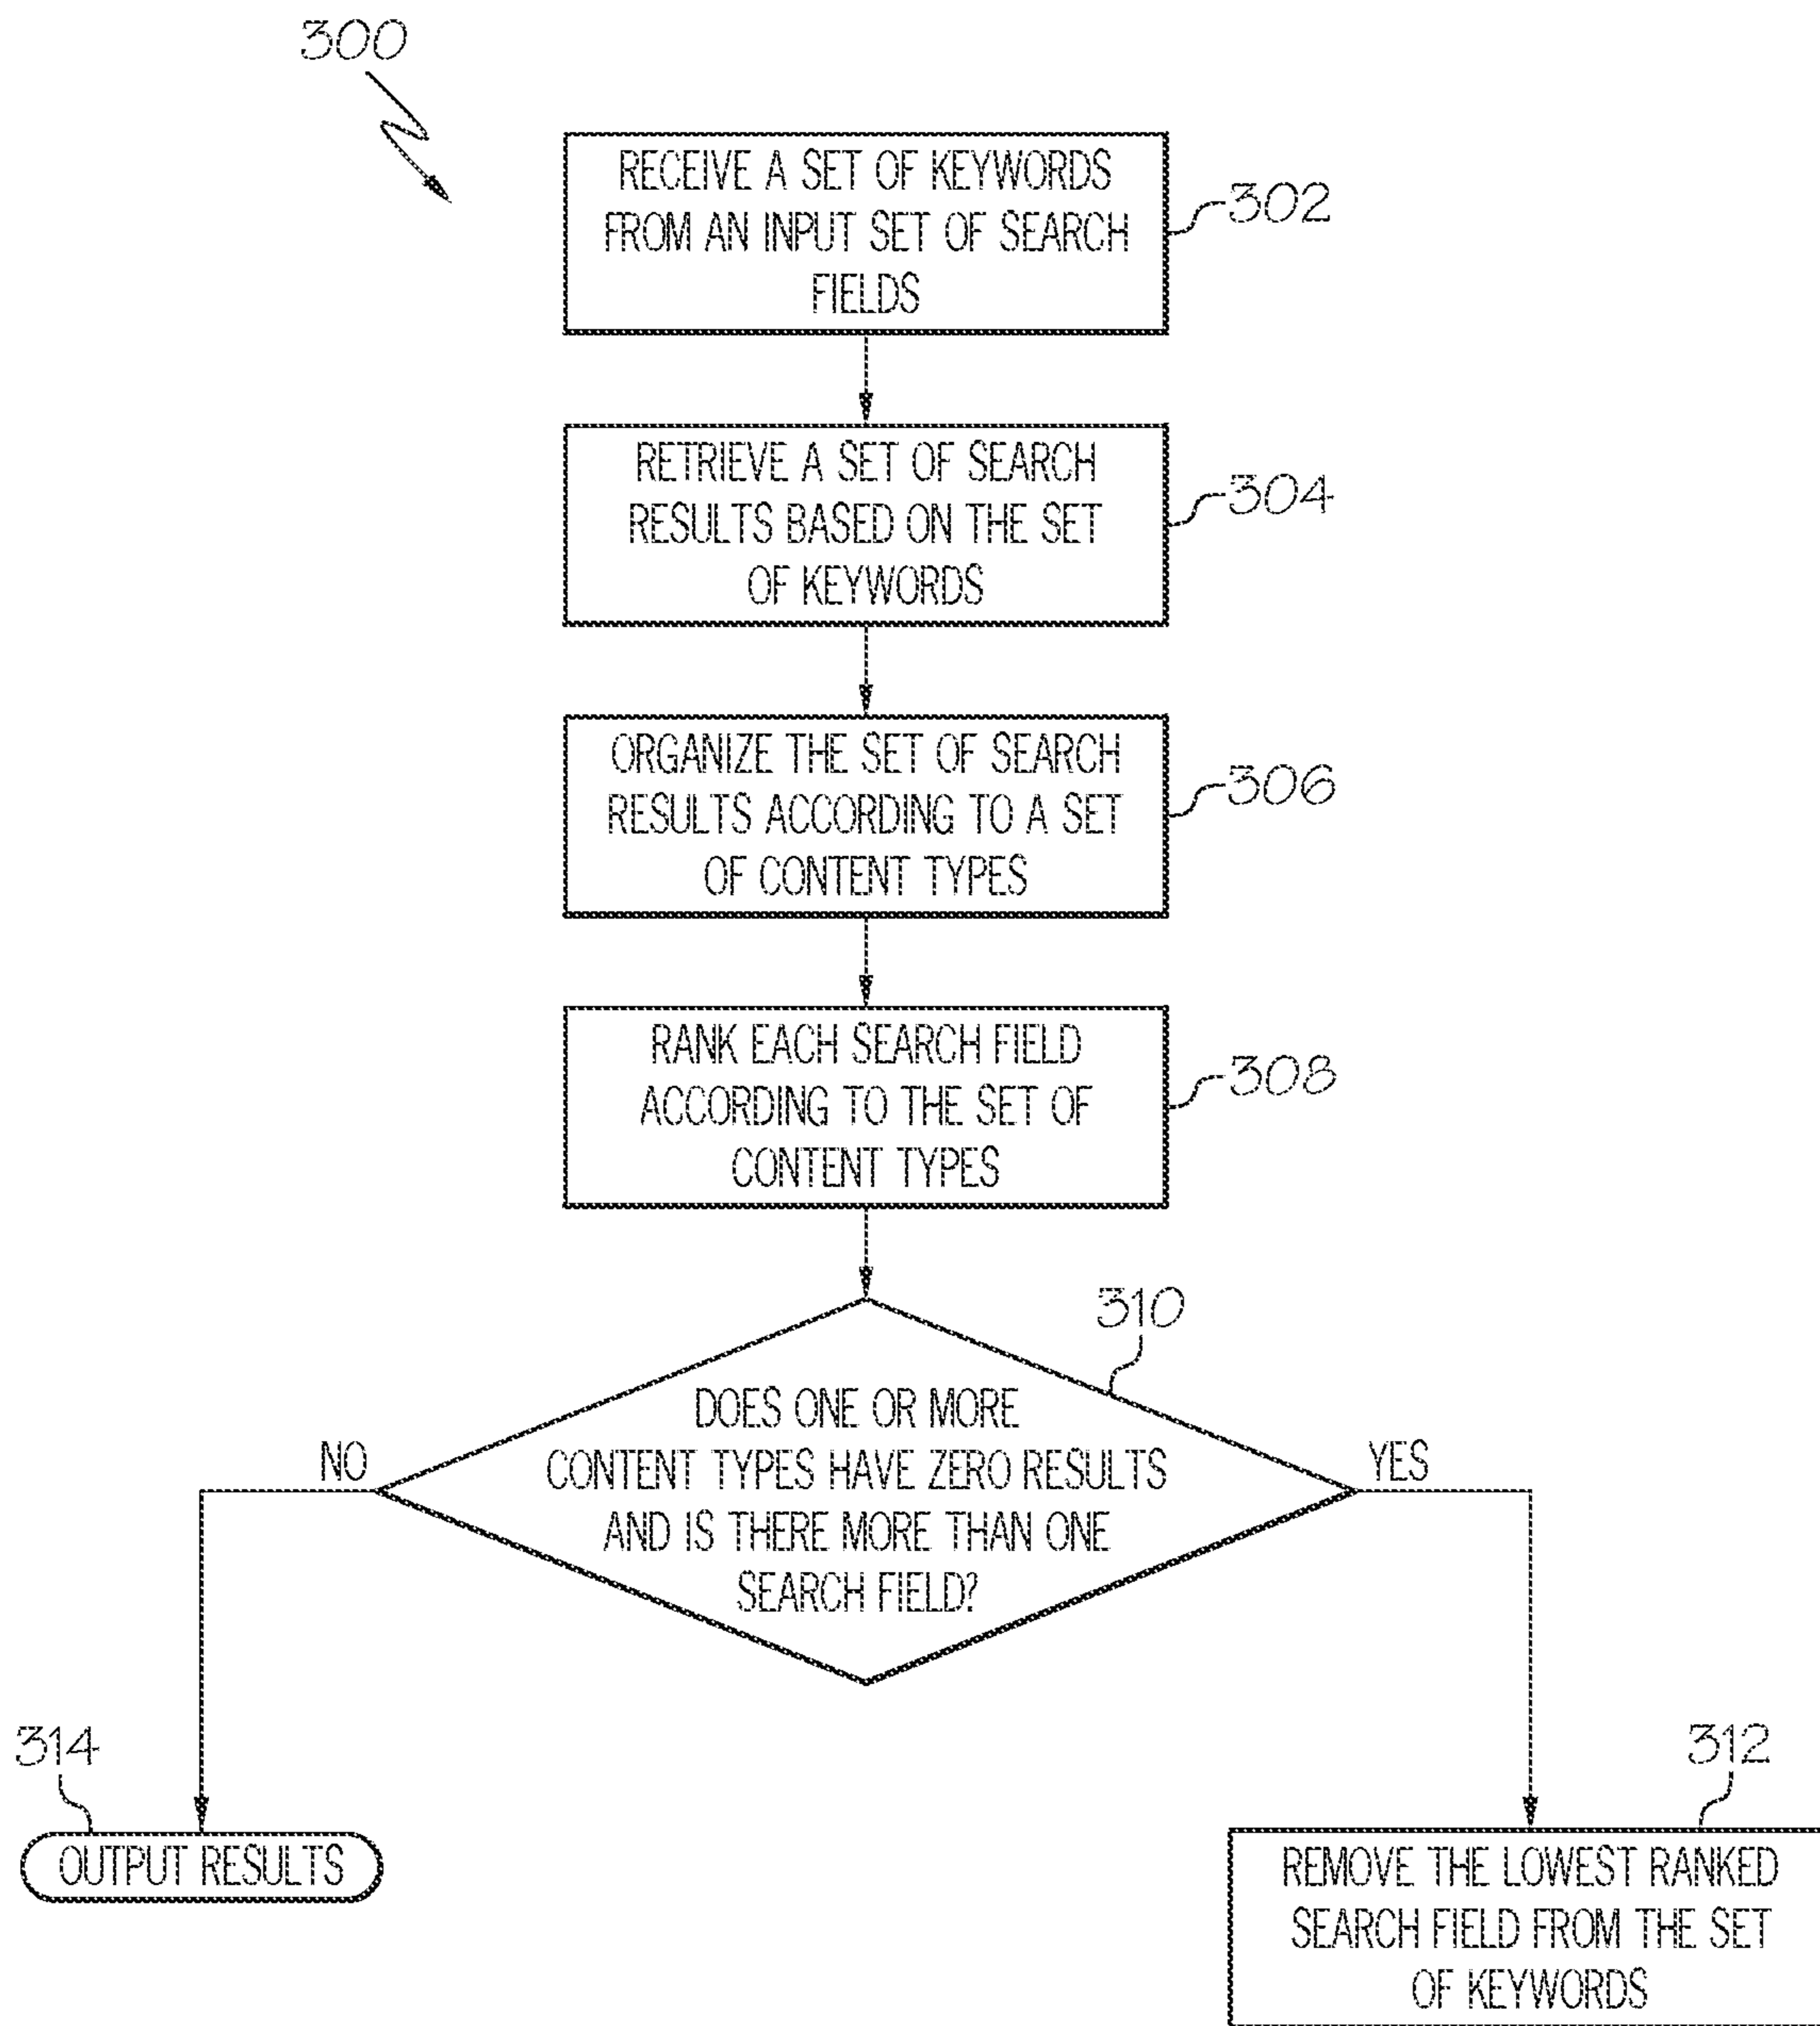 300
RECEIVE A SET OF KEYWORDS
FROM AN INPUT SET OF SEARCH
FIELDS
302
RETRIEVE A SET OF SEARCH
RESULTS BASED ON THE SET
OF KEYWORDS
304
ORGANIZE THE SET OF SEARCH
RESULTS ACCORDING TO A SET
OF CONTENT TYPES
306
RANK EACH SEARCH FIELD
ACCORDING TO THE SET OF
CONTENT TYPES
308
310
DOES ONE OR MORE
CONTENT TYPES HAVE ZERO RESULTS
AND IS THERE MORE THAN ONE
SEARCH FIELD?
NO
YES
314
OUTPUT RESULTS
312
REMOVE THE LOWEST RANKED
SEARCH FIELD FROM THE SET
OF KEYWORDS